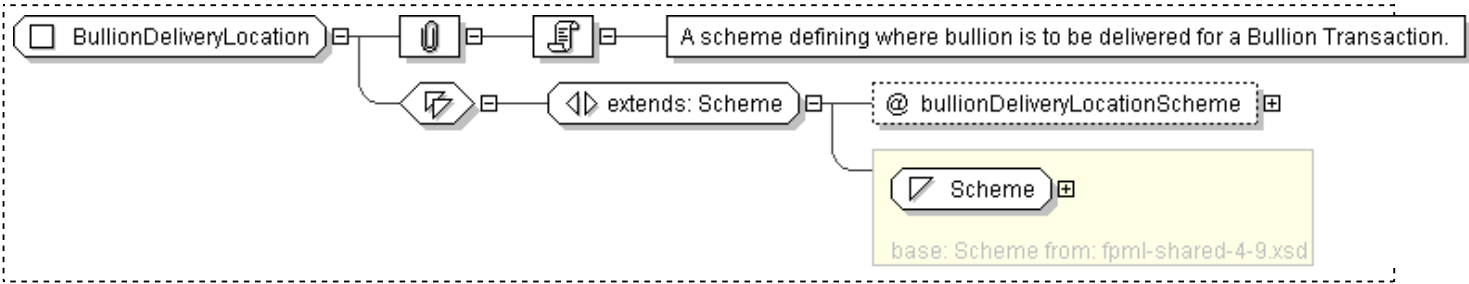 BullionDeliveryLocation
A scheme defining where bullion is to be delivered for a Bullion Transaction.
extends: Scheme
@ bullionDeliveryLocationScheme
Scheme
base: Scheme from: fpml-shared-4-9.xsd